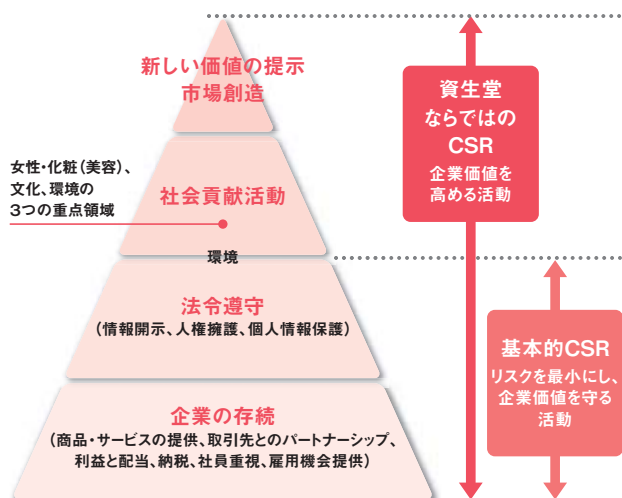 新しい価値の提示
市場創造
女性・化粧(美容)、
文化、環境の
3つの重点領域
社会貢献活動
環境
法令遵守
(情報開示、人権擁護、個人情報保護)
企業の存続
(商品・サービスの提供、取引先とのパートナーシップ、
利益と配当、納税、社員重視、雇用機会提供)
資生堂
ならではの
CSR
企業価値を
高める活動
基本的CSR
リスクを最小にし、
企業価値を守る
活動